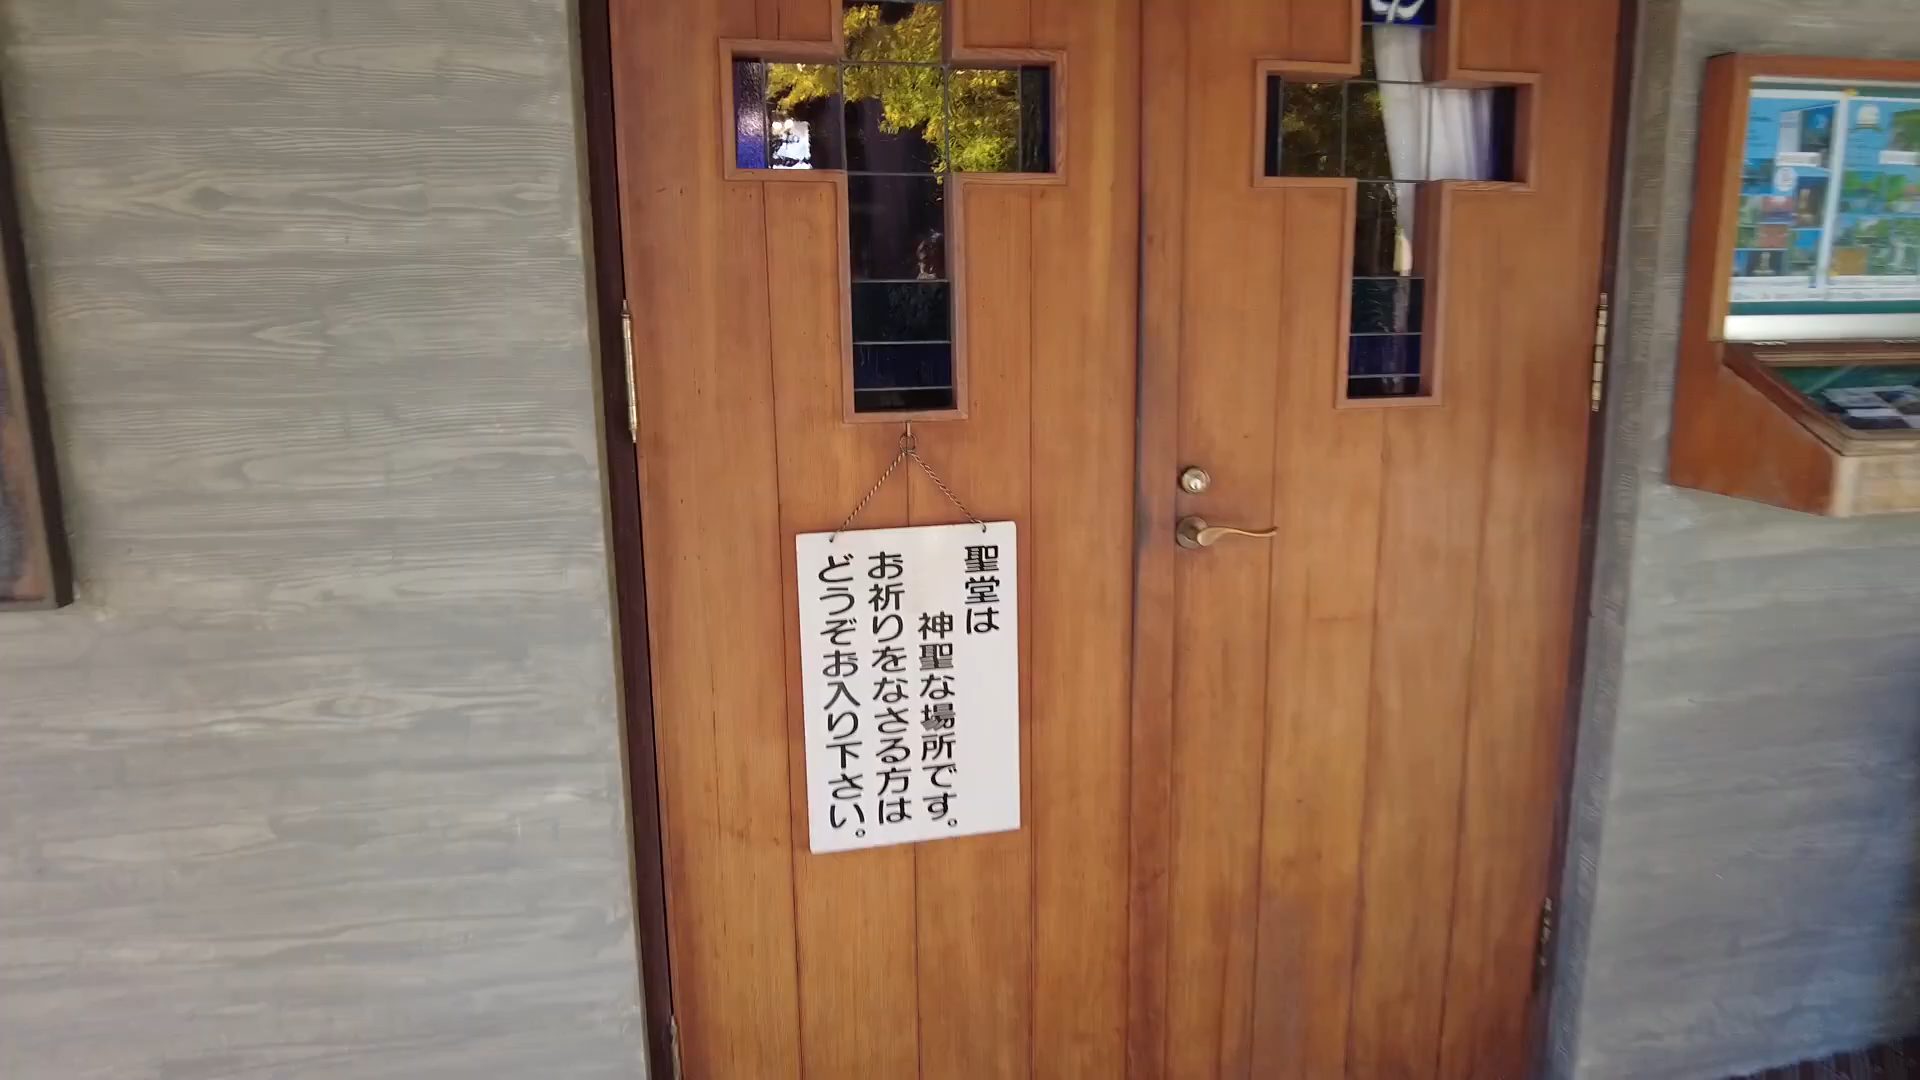 聖堂は
神聖な場所です。
お祈りをなさる方は
どうぞお入り下さい。